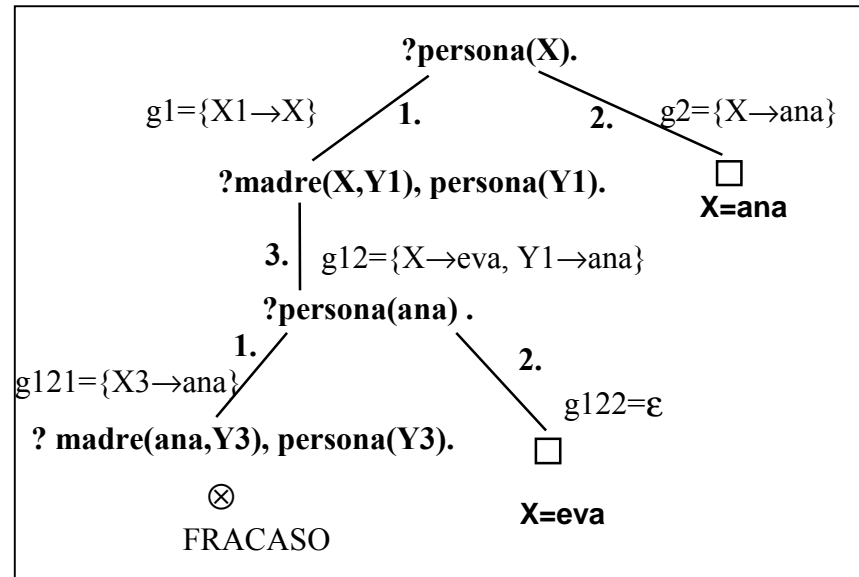 ?persona(X).
g1={X1→X}
1.
2.
g2={X→ana}
?madre(X,Y1), persona(Y1).
X=ana
3.
g12={X→eva, Y1→ana}
?persona(ana) .
1.
2.
g121={X3→ana}
g122=ε
? madre(ana,Y3), persona(Y3).
X=eva
FRACASO